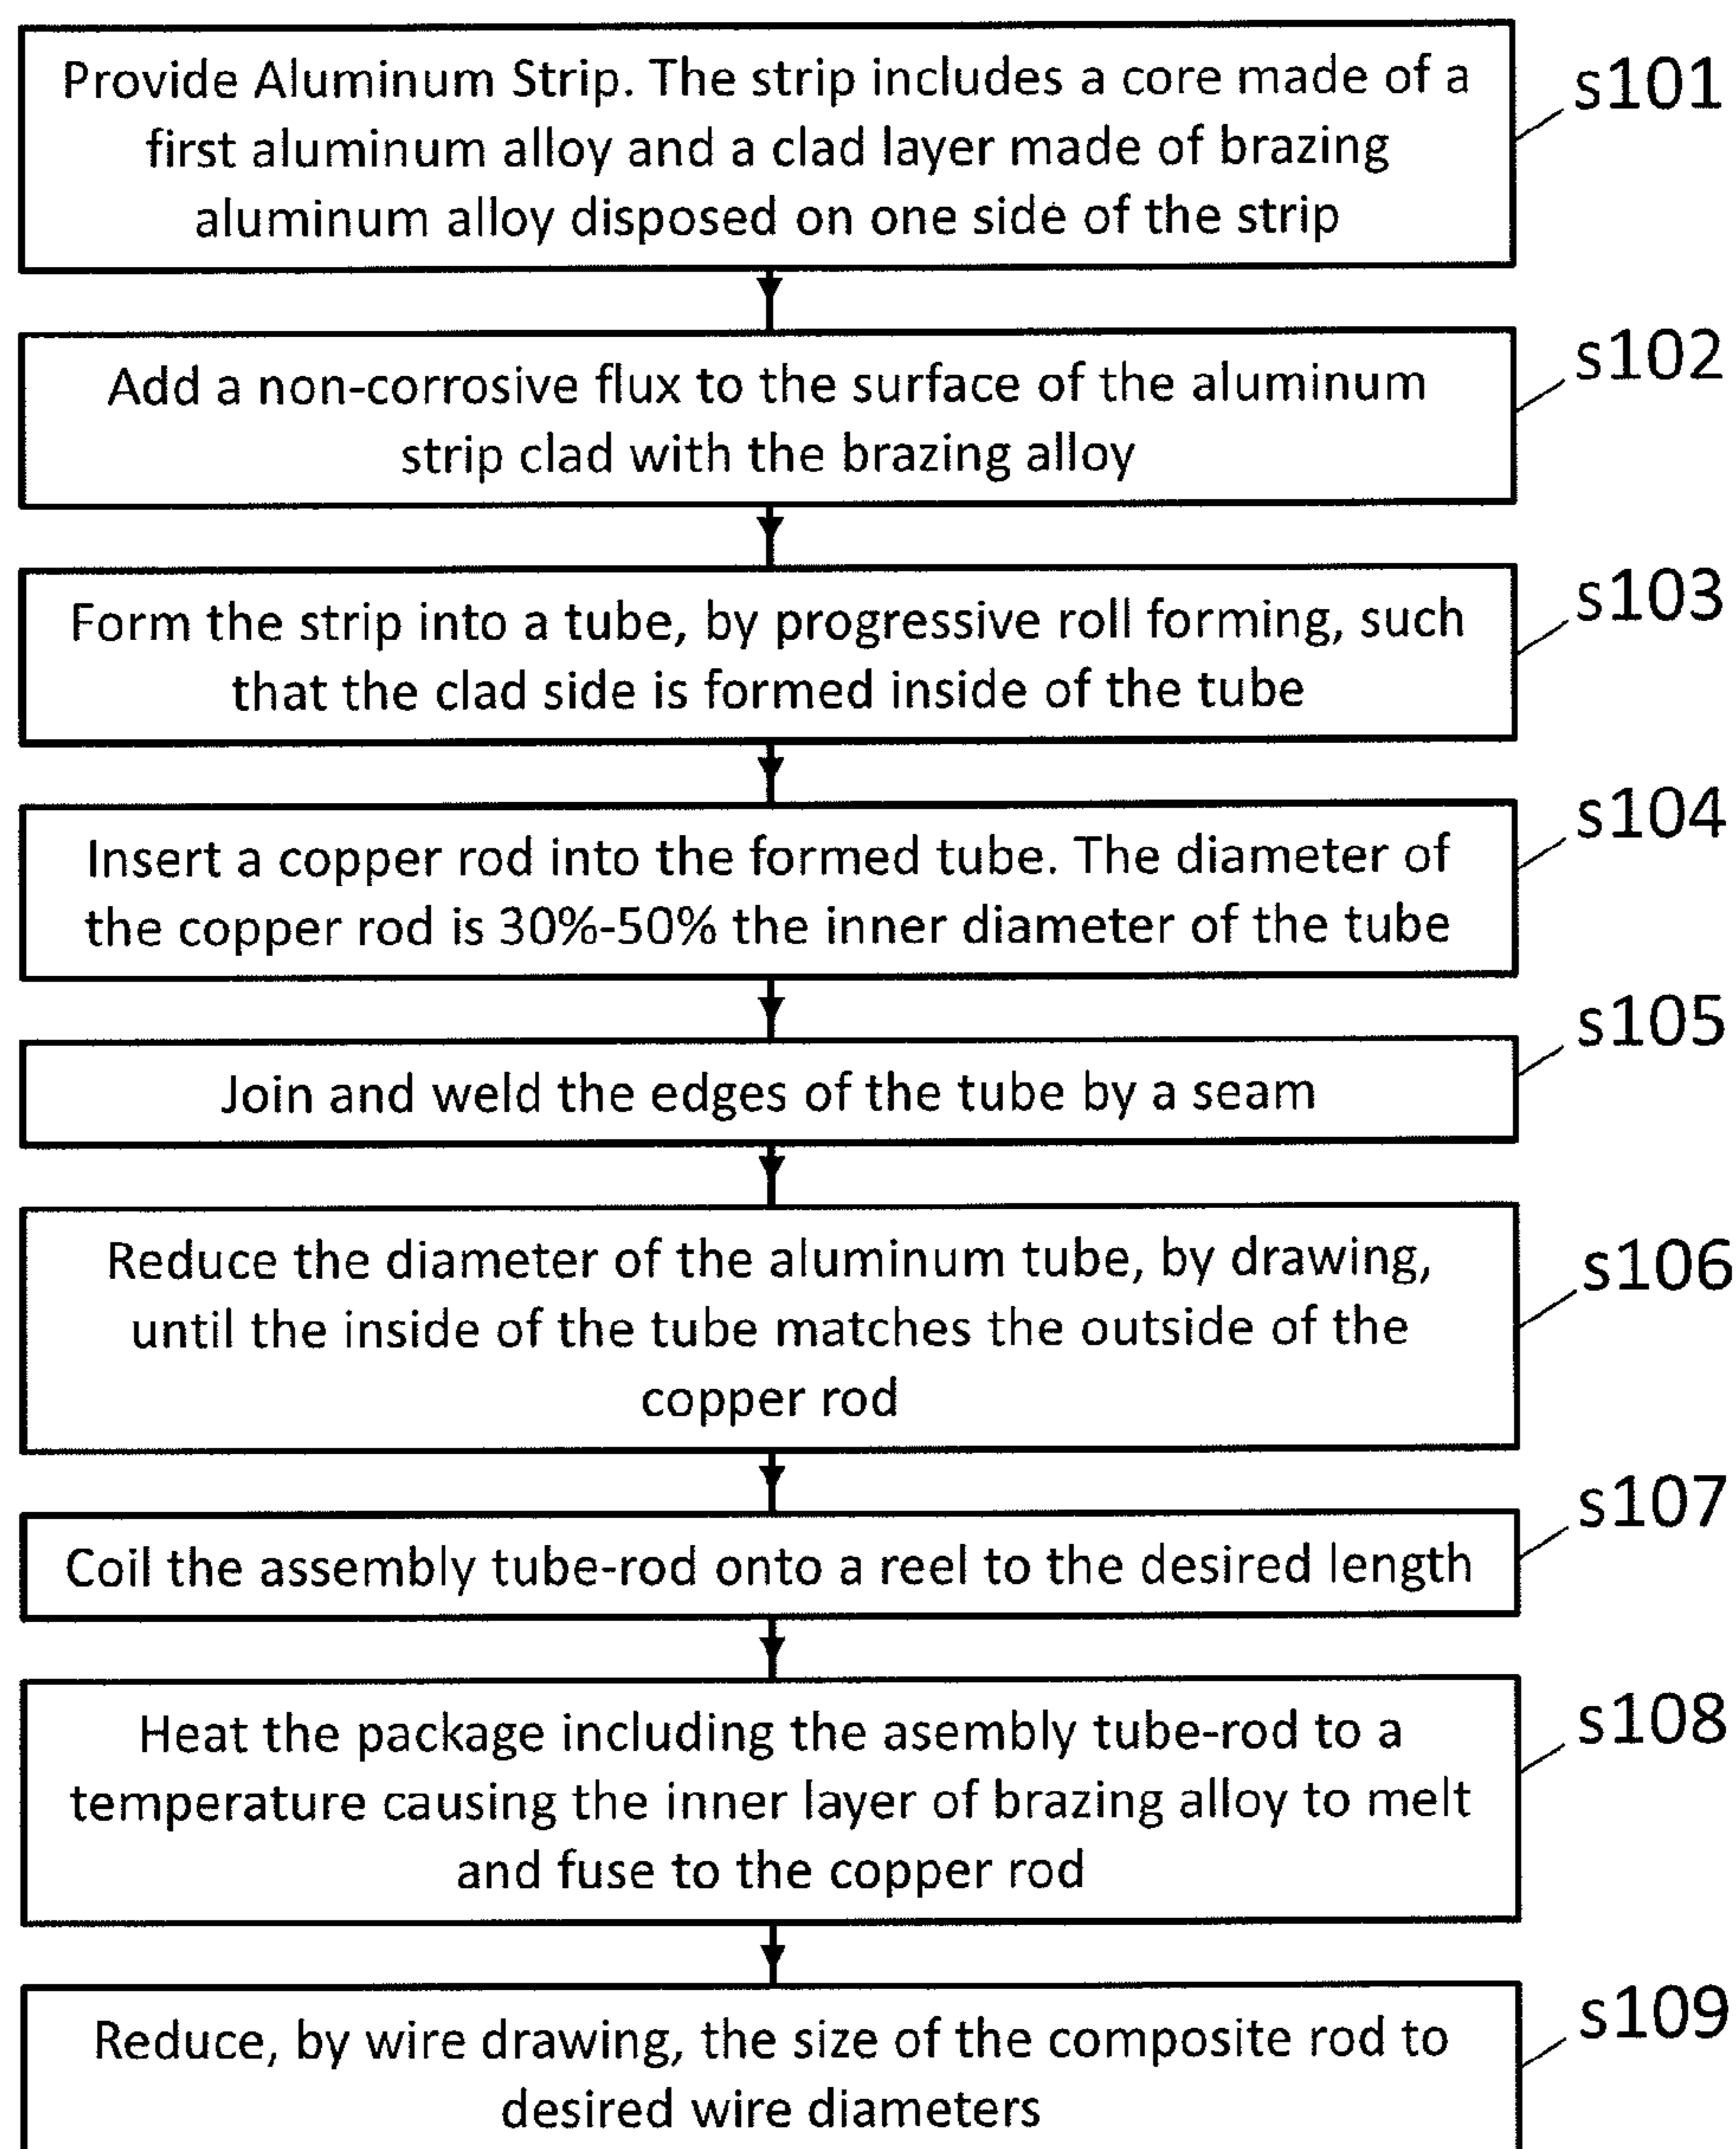 Provide Aluminum Strip. The strip includes a core made of a
first aluminum alloy and a clad layer made of brazing
aluminum alloy disposed on one side of the strip
s101
Add a non-corrosive flux to the surface of the aluminum
strip clad with the brazing alloy
s102
Form the strip into a tube, by progressive roll forming, such
that the clad side is formed inside of the tube
s103
Insert a copper rod into the formed tube. The diameter of
the copper rod is 30%-50% the inner diameter of the tube
s104
Join and weld the edges of the tube by a seam
s105
Reduce the diameter of the aluminum tube, by drawing,
until the inside of the tube matches the outside of the
copper rod
s106
Coil the assembly tube-rod onto a reel to the desired length
s107
Heat the package including the asembly tube-rod to a
temperature causing the inner layer of brazing alloy to melt
and fuse to the copper rod
s108
Reduce, by wire drawing, the size of the composite rod to
desired wire diameters
s109